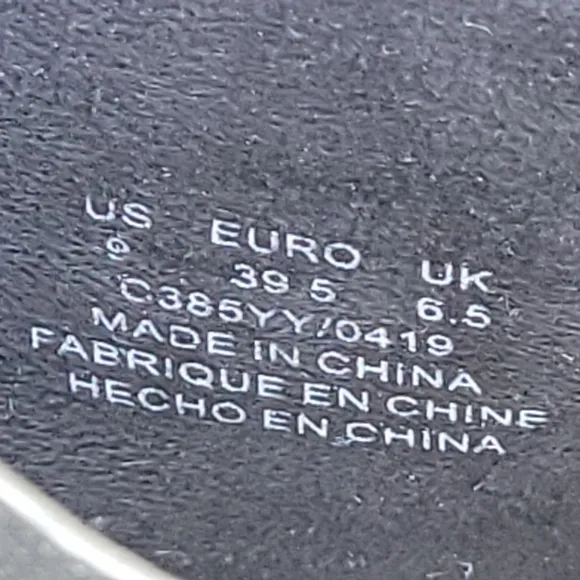 US EURO UK
9 39.5 6.5
C385YY/0419
MADE IN CHINA
FABRIQUE EN CHINE
HECHO EN CHINA